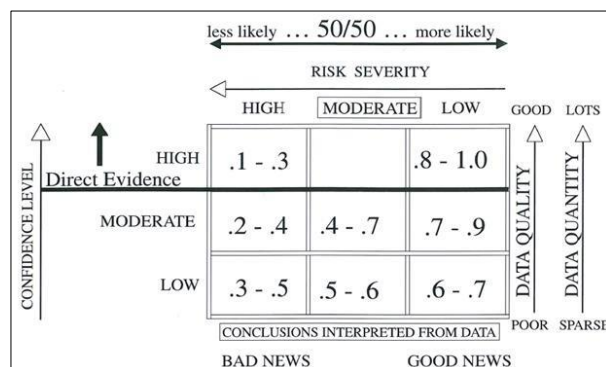 less likely ... 50/50 ... more likely
RISK SEVERITY
HIGH MODERATE LOW GOOD LOTS
HIGH .1 - .3 .8 - 1.0
Direct Evidence
MODERATE .2 - .4 .4 - .7 .7 - .9
LOW .3 - .5 .5 - .6 .6 - .7
CONFIDENCE LEVEL
DATA QUALITY
DATA QUANTITY
CONCLUSIONS INTERPRETED FROM DATA POOR SPARSE
BAD NEWS GOOD NEWS